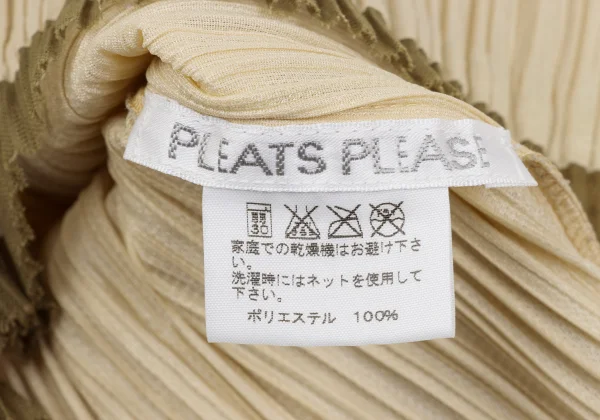 PLEATS PLEASE
弱
30
家庭での乾燥機はお避け下さ
い。
洗濯時にはネットを使用して
下さい。
ポリエステル 100%